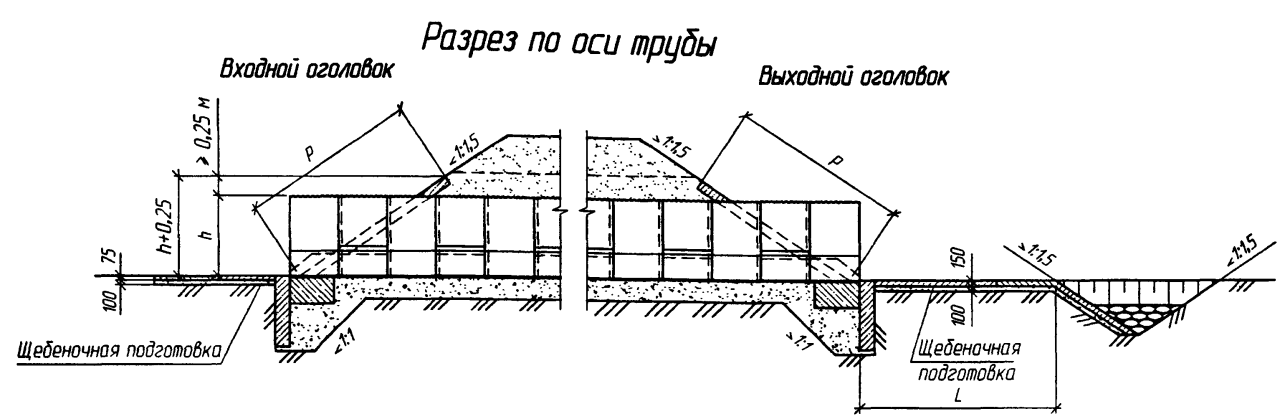 Разрез по оси трубы
Входной оголовок
Выходной оголовок
⩾ 0,25 м
h+0,25
h
P
< 1:1,5
> 1:1,5
P
75
100
Щебеночная подготовка
< 1:1
> 1:1
150
100
Щебеночная
подготовка
L
> 1:1,5
< 1:1,5